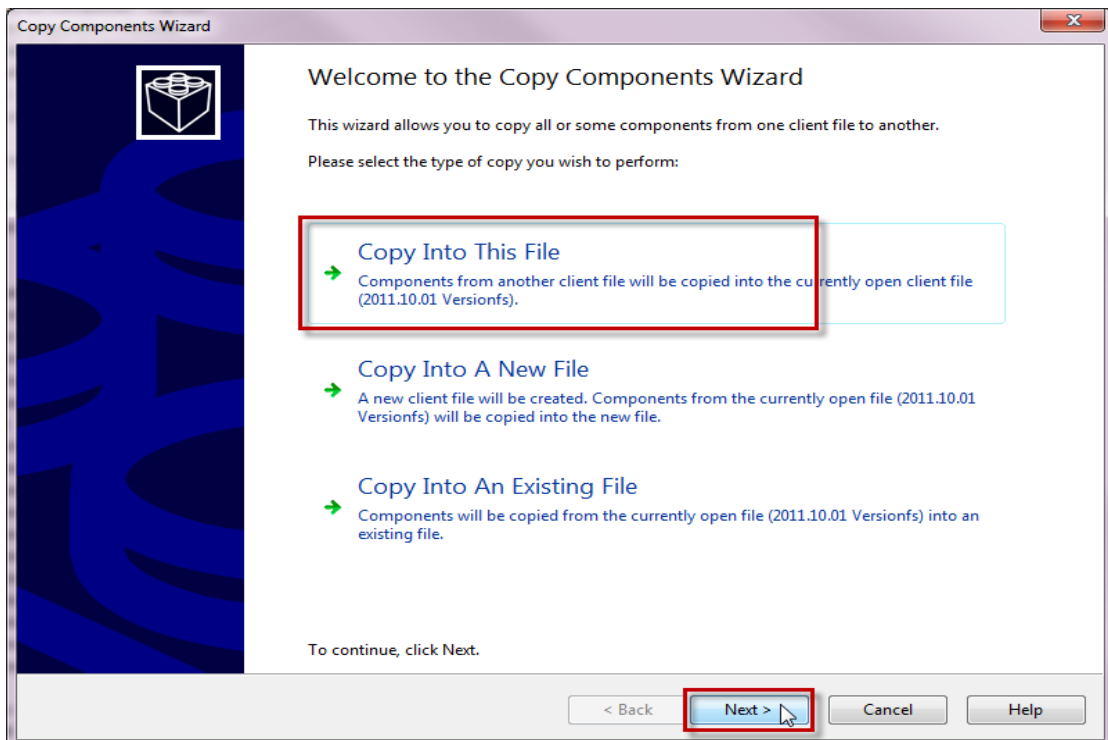 Copy Components Wizard
Welcome to the Copy Components Wizard
This wizard allows you to copy all or some components from one client file to another.
Please select the type of copy you wish to perform:
Copy Into This File
Components from another client file will be copied into the currently open client file
(2011.10.01 Versionfs).
Copy Into A New File
A new client file will be created. Components from the currently open file (2011.10.01
Versionfs) will be copied into the new file.
Copy Into An Existing File
Components will be copied from the currently open file (2011.10.01 Versionfs) into an
existing file.
To continue, click Next.
< Back Next > Cancel Help